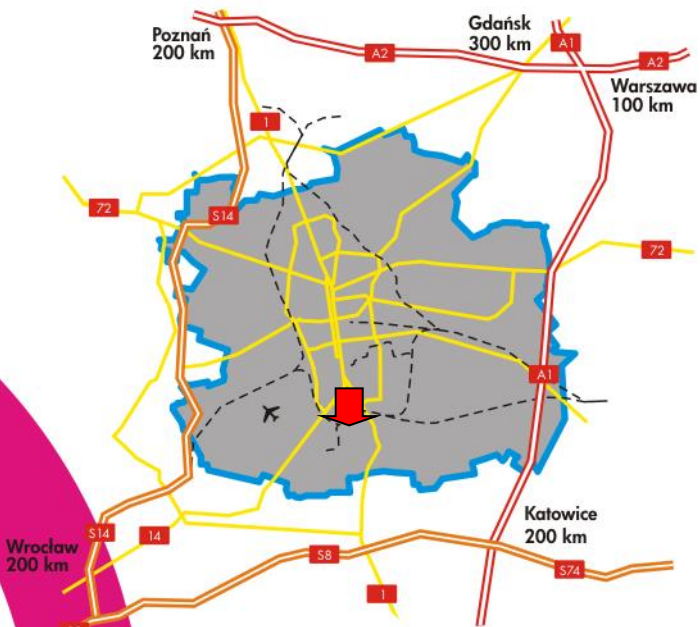 Poznań
200 km
Gdańsk
300 km
A1
A2
A2
Warszawa
100 km
1
72
S14
72
A1
Katowice
200 km
S14
14
Wrocław
200 km
S8
S74
1